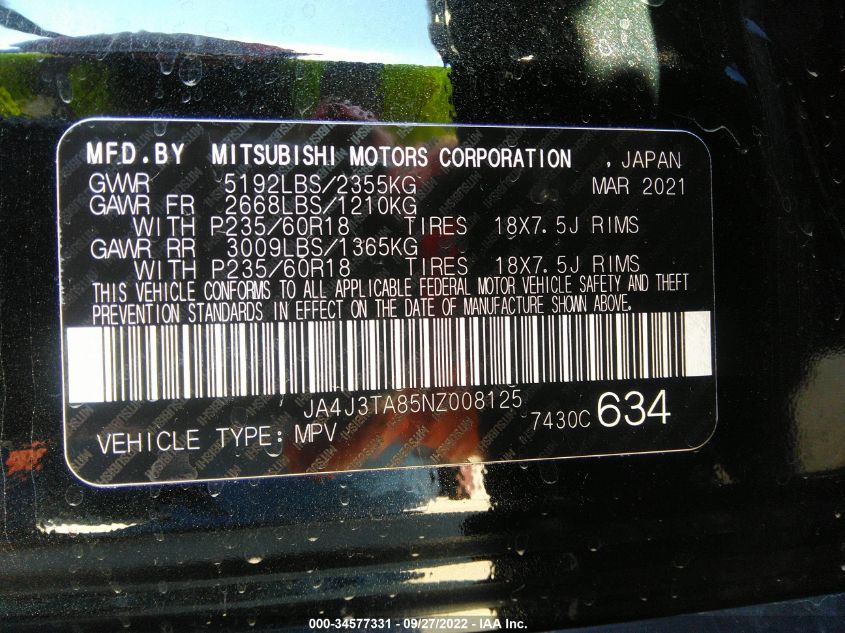 MFD.BY MITSUBISHI MOTORS CORPORATION , JAPAN
GVWR 5192LBS/2355KG MAR 2021
GAWR FR 2668LBS/1210KG
WITH P235/60R18 TIRES 18X7.5J RIMS
GAWR RR 3009LBS/1365KG
WITH P235/60R18 TIRES 18X7.5J RIMS
THIS VEHICLE CONFORMS TO ALL APPLICABLE FEDERAL MOTOR VEHICLE SAFETY AND THEFT
PREVENTION STANDARDS IN EFFECT ON THE DATE OF MANUFACTURE SHOWN ABOVE.
JA4J3TA85NZ008125
VEHICLE TYPE: MPV 7430C 634
000-34577331 - 09/27/2022 - IAA Inc.